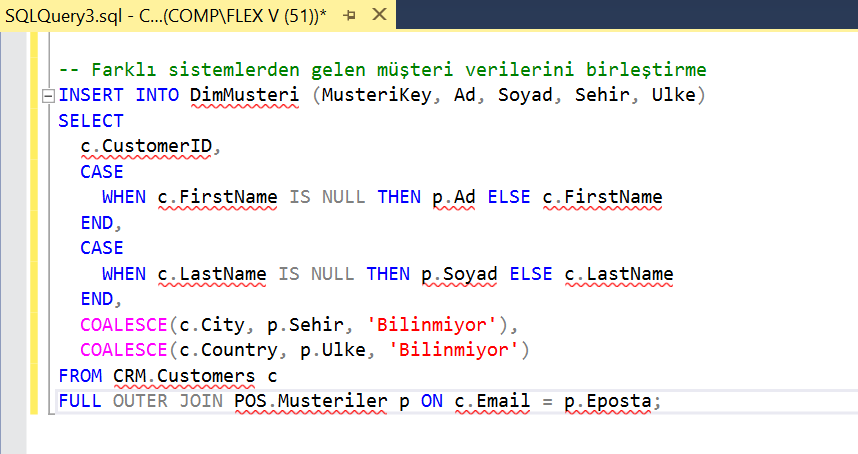 SQLQuery3.sql - C...(COMP\FLEX V (51))*
-- Farklı sistemlerden gelen müşteri verilerini birleştirme
INSERT INTO DimMusteri (MusteriKey, Ad, Soyad, Sehir, Ulke)
SELECT
c.CustomerID,
CASE
WHEN c.FirstName IS NULL THEN p.Ad ELSE c.FirstName
END,
CASE
WHEN c.LastName IS NULL THEN p.Soyad ELSE c.LastName
END,
COALESCE(c.City, p.Sehir, 'Bilinmiyor'),
COALESCE(c.Country, p.Ulke, 'Bilinmiyor')
FROM CRM.Customers c
FULL OUTER JOIN POS.Musteriler p ON c.Email = p.Eposta;